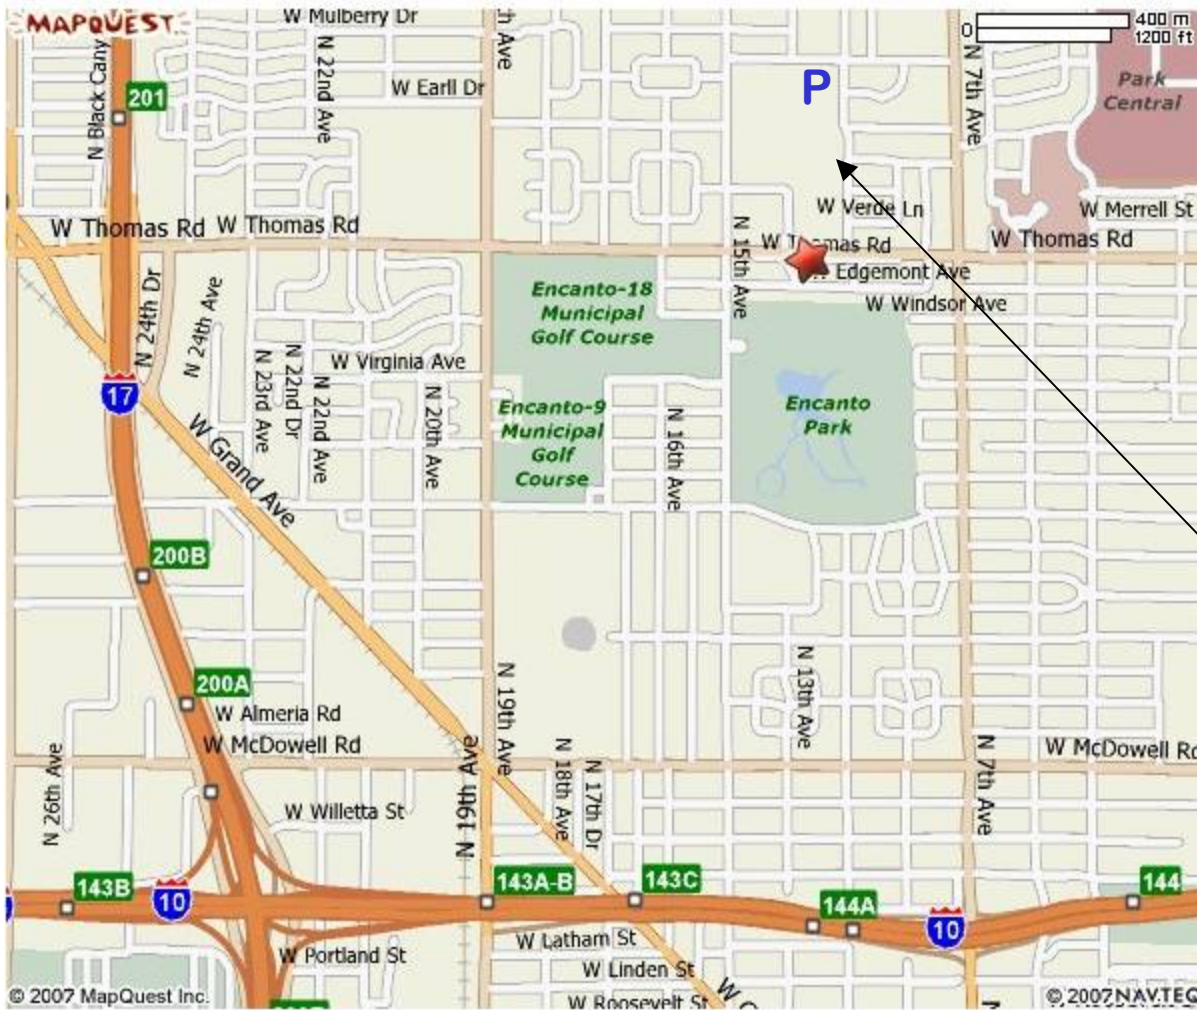 MAPQUEST.
W Mulberry Dr
0
400 m
1200 ft
N Black Cany
N 22nd Ave
th Ave
W Earll Dr
201
P
N 7th Ave
Park
Central
W Verde Ln
W Merrell St
W Thomas Rd
W Thomas Rd
N 15th Ave
W Thomas Rd
W Thomas Rd
Edgemont Ave
W Windsor Ave
N 24th Dr
N 24th Ave
Encanto-18
Municipal
Golf Course
17
N 23rd Ave
N 22nd Dr
N 22nd Ave
W Virginia Ave
N 20th Ave
W Grand Ave
Encanto-9
Municipal
Golf
Course
N 16th Ave
Encanto
Park
200B
200A
W Almeria Rd
W McDowell Rd
N 19th Ave
N 13th Ave
W McDowell Rd
N 26th Ave
N 19th Ave
N 18th Ave
N 17th Dr
N 7th Ave
W Willetta St
143B
10
143A-B
143C
144A
10
144
W Portland St
W Latham St
W Linden St
W Roosevelt St
W G
N
© 2007 MapQuest Inc.
© 2007 NAVTEQ